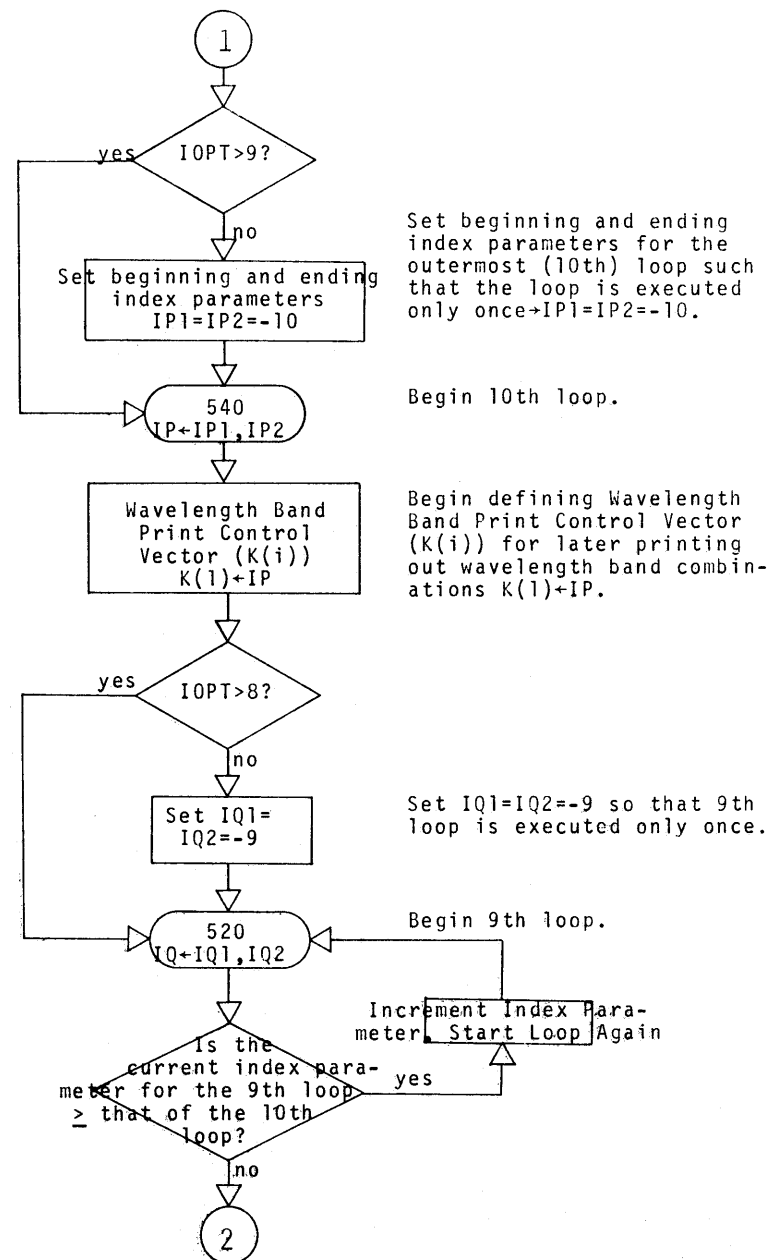 1
IOPT>9?
yes
no
Set beginning and ending
index parameters
IP1=IP2=-10
Set beginning and ending
index parameters for the
outermost (10th) loop such
that the loop is executed
only once→IP1=IP2=-10.
540
IP←IP1,IP2
Begin 10th loop.
Wavelength Band
Print Control
Vector (K(i))
K(1)←IP
Begin defining Wavelength
Band Print Control Vector
(K(i)) for later printing
out wavelength band combin-
ations K(1)←IP.
yes
IOPT>8?
no
Set IQ1=
IQ2=-9
Set IQ1=IQ2=-9 so that 9th
loop is executed only once.
520
IQ←IQ1,IQ2
Begin 9th loop.
Increment Index Para-
meter. Start Loop Again
Is the
current index para-
meter for the 9th loop
≥ that of the 10th
loop?
yes
no
2